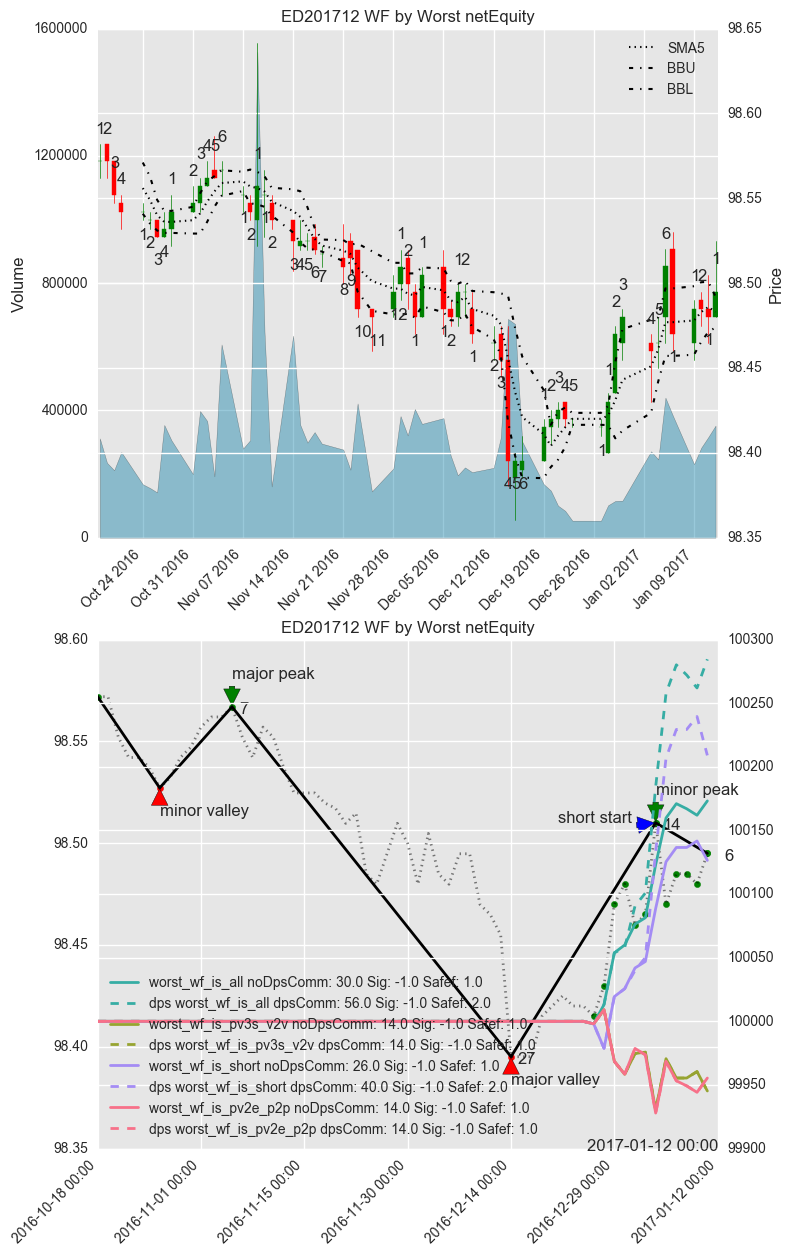 ED201712 WF by Worst netEquity
1600000
1200000
800000
400000
0
Volume
98.65
98.60
98.55
98.50
98.45
98.40
98.35
Price
SMA5
BBU
BBL
Oct 24 2016
Oct 31 2016
Nov 07 2016
Nov 14 2016
Nov 21 2016
Nov 28 2016
Dec 05 2016
Dec 12 2016
Dec 19 2016
Dec 26 2016
Jan 02 2017
Jan 09 2017
ED201712 WF by Worst netEquity
98.60
98.55
98.50
98.45
98.40
98.35
100300
100250
100200
100150
100100
100050
100000
99950
99900
major peak
7
minor valley
minor peak
short start
14
6
27
major valley
worst_wf_is_all noDpsComm: 30.0 Sig: -1.0 Safef: 1.0
dps worst_wf_is_all dpsComm: 56.0 Sig: -1.0 Safef: 2.0
worst_wf_is_pv3s_v2v noDpsComm: 14.0 Sig: -1.0 Safef: 1.0
dps worst_wf_is_pv3s_v2v dpsComm: 14.0 Sig: -1.0 Safef: 1.0
worst_wf_is_short noDpsComm: 26.0 Sig: -1.0 Safef: 1.0
dps worst_wf_is_short dpsComm: 40.0 Sig: -1.0 Safef: 2.0
worst_wf_is_pv2e_p2p noDpsComm: 14.0 Sig: -1.0 Safef: 1.0
dps worst_wf_is_pv2e_p2p dpsComm: 14.0 Sig: -1.0 Safef: 1.0
2017-01-12 00:00
2016-10-18 00:00
2016-11-01 00:00
2016-11-15 00:00
2016-11-30 00:00
2016-12-14 00:00
2016-12-29 00:00
2017-01-12 00:00